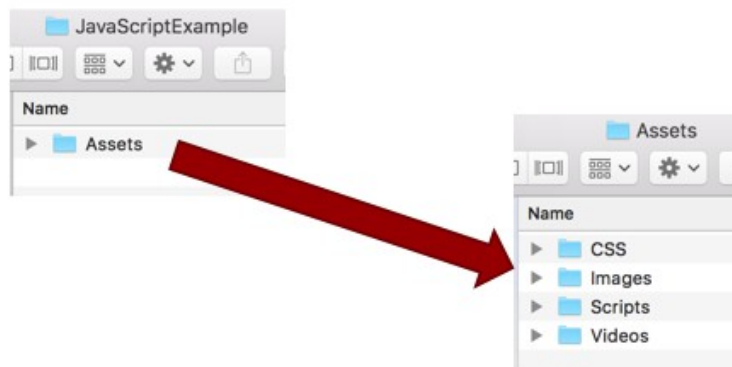 JavaScriptExample
Name
Assets
Assets
Name
CSS
Images
Scripts
Videos